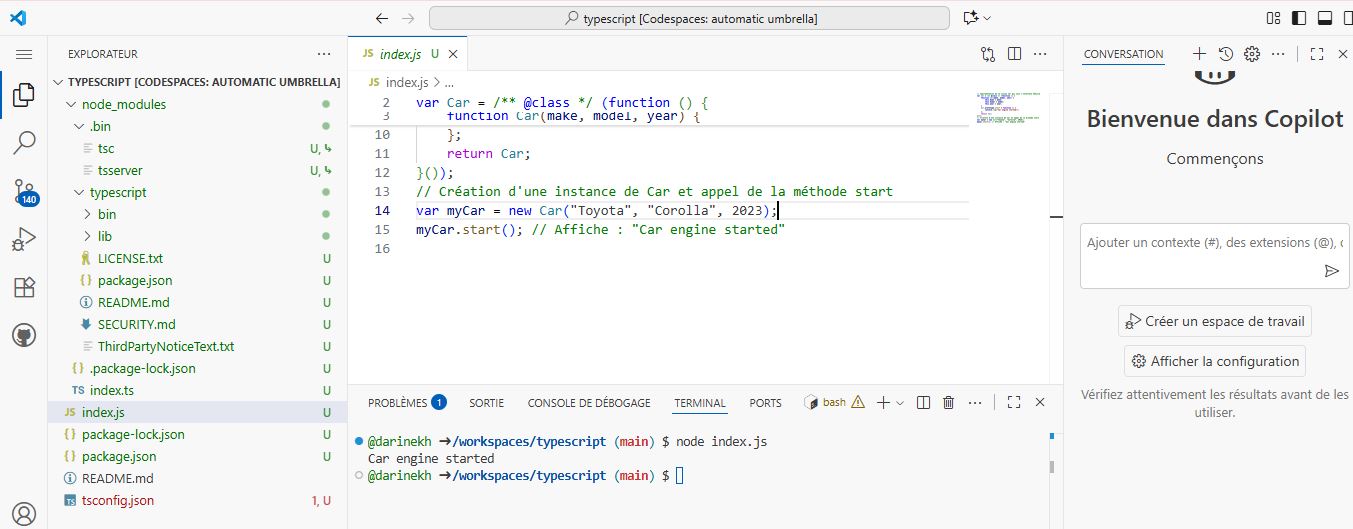 typescript [Codespaces: automatic umbrella]
EXPLORATEUR
TYPESCRIPT [CODESPACES: AUTOMATIC UMBRELLA]
node_modules
.bin
tsc U,
tsserver U,
typescript
bin
lib
LICENSE.txt U
{} package.json U
README.md U
SECURITY.md U
ThirdPartyNoticeText.txt U
{} .package-lock.json U
TS index.ts U
JS index.js U
{} package-lock.json U
{} package.json U
README.md U
TS tsconfig.json 1, U
140
JS index.js U
JS index.js > ...
2 var Car = /** @class */ (function () {
3 function Car(make, model, year) {
10 };
11 return Car;
12 }());
13 // Création d'une instance de Car et appel de la méthode start
14 var myCar = new Car("Toyota", "Corolla", 2023);
15 myCar.start(); // Affiche : "Car engine started"
16
PROBLÈMES 1 SORTIE CONSOLE DE DÉBOGAGE TERMINAL PORTS bash
@darinekh ➜/workspaces/typescript (main) $ node index.js
Car engine started
@darinekh ➜/workspaces/typescript (main) $
CONVERSATION
Bienvenue dans Copilot
Commençons
Ajouter un contexte (#), des extensions (@), c
Créer un espace de travail
Afficher la configuration
Vérifiez attentivement les résultats avant de les
utiliser.